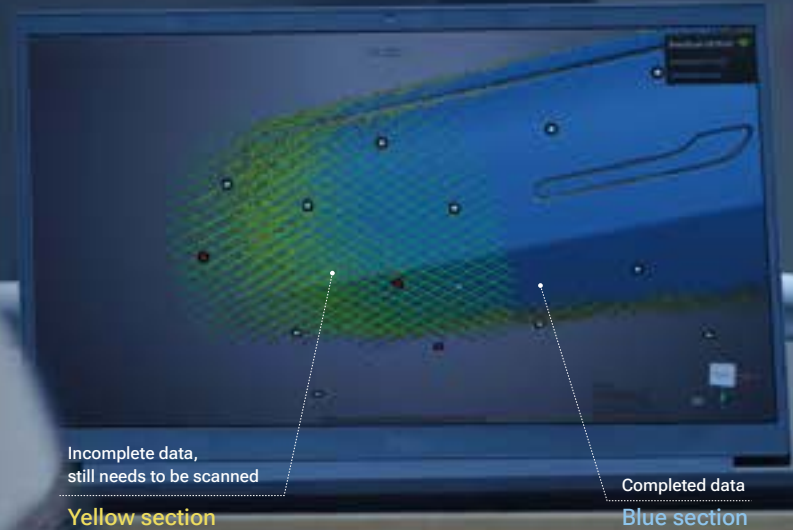 Incomplete data,
still needs to be scanned
Yellow section
Completed data
Blue section